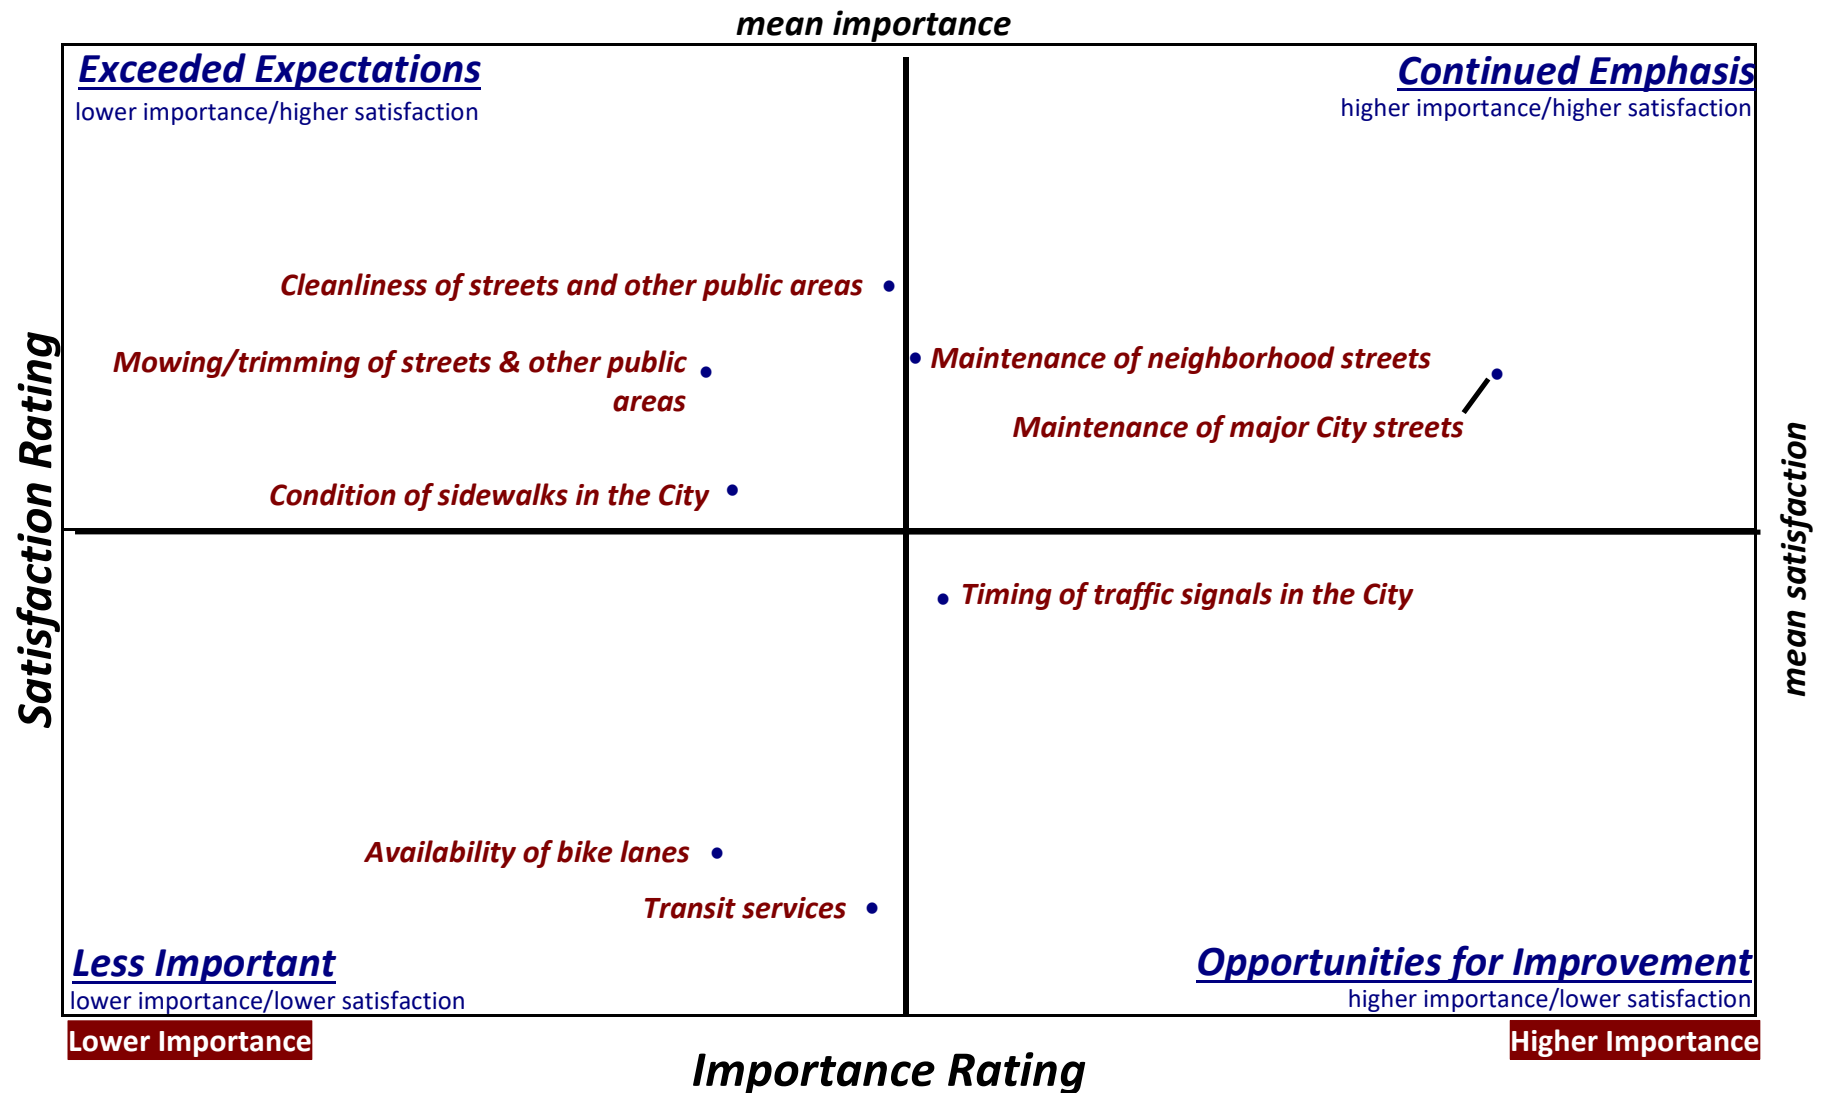 mean importance
Exceeded Expectations
lower importance/higher satisfaction
Continued Emphasis
higher importance/higher satisfaction
Cleanliness of streets and other public areas
Mowing/trimming of streets & other public
areas
Maintenance of neighborhood streets
Maintenance of major City streets
Condition of sidewalks in the City
Satisfaction Rating
mean satisfaction
Timing of traffic signals in the City
Availability of bike lanes
Transit services
Less Important
lower importance/lower satisfaction
Opportunities for Improvement
higher importance/lower satisfaction
Lower Importance
Higher Importance
Importance Rating